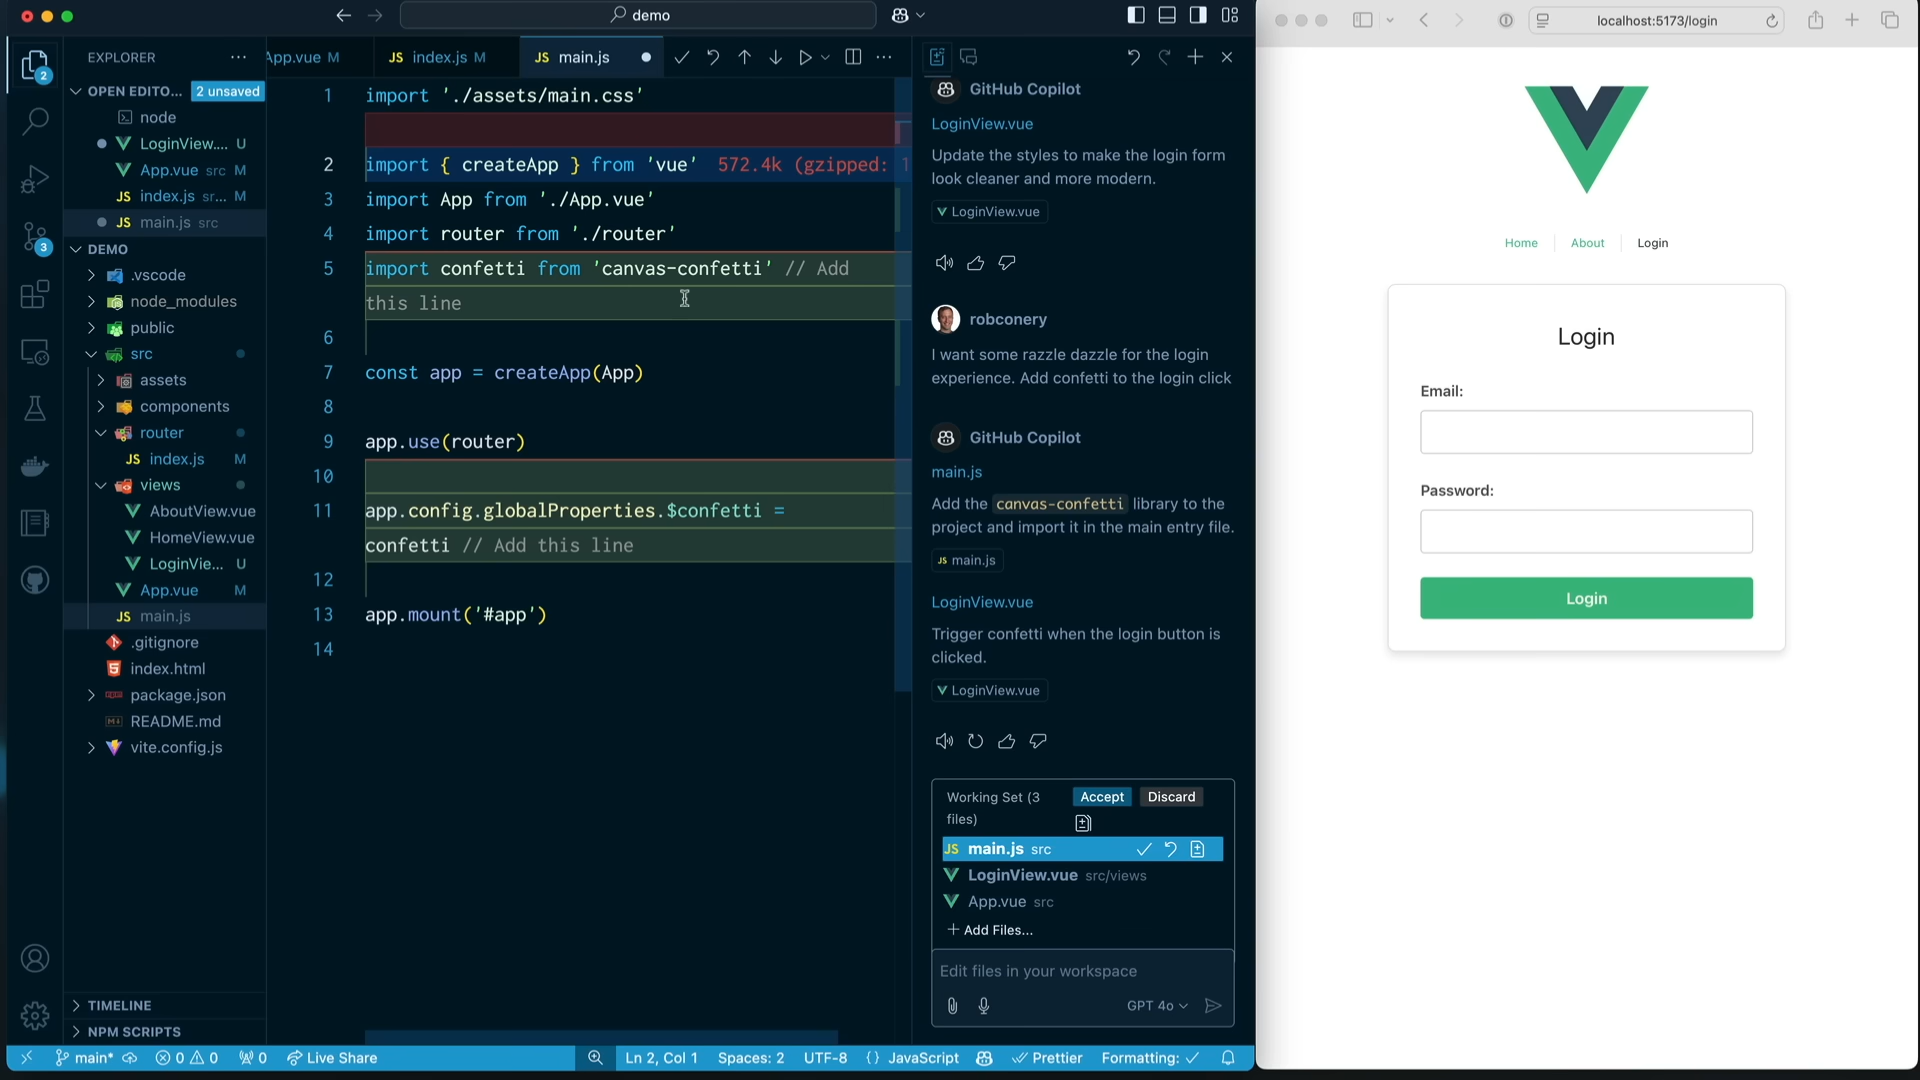 demo
EXPLORER
OPEN EDITO...
2 unsaved
node
LoginView.... U
App.vue src M
index.js sr... M
main.js src
DEMO
.vscode
node_modules
public
src
assets
components
router
index.js M
views
AboutView.vue
HomeView.vue
LoginVie... U
App.vue M
main.js
.gitignore
index.html
package.json
README.md
vite.config.js
TIMELINE
NPM SCRIPTS
2
3
App.vue M
JS index.js M
JS main.js
1 import './assets/main.css'
2 import { createApp } from 'vue' 572.4k (gzipped: 1
3 import App from './App.vue'
4 import router from './router'
5 import confetti from 'canvas-confetti' // Add
this line
6
7 const app = createApp(App)
8
9 app.use(router)
10
11 app.config.globalProperties.$confetti =
confetti // Add this line
12
13 app.mount('#app')
14
GitHub Copilot
LoginView.vue
Update the styles to make the login form
look cleaner and more modern.
LoginView.vue
robconery
I want some razzle dazzle for the login
experience. Add confetti to the login click
GitHub Copilot
main.js
Add the canvas-confetti library to the
project and import it in the main entry file.
JS main.js
LoginView.vue
Trigger confetti when the login button is
clicked.
LoginView.vue
Working Set (3
files)
Accept
Discard
JS main.js src
LoginView.vue src/views
App.vue src
+ Add Files...
Edit files in your workspace
GPT 4o
main*
0 0
0
Live Share
Ln 2, Col 1
Spaces: 2
UTF-8
{ } JavaScript
Prettier
Formatting: ✓
localhost:5173/login
Home
About
Login
Login
Email:
Password:
Login